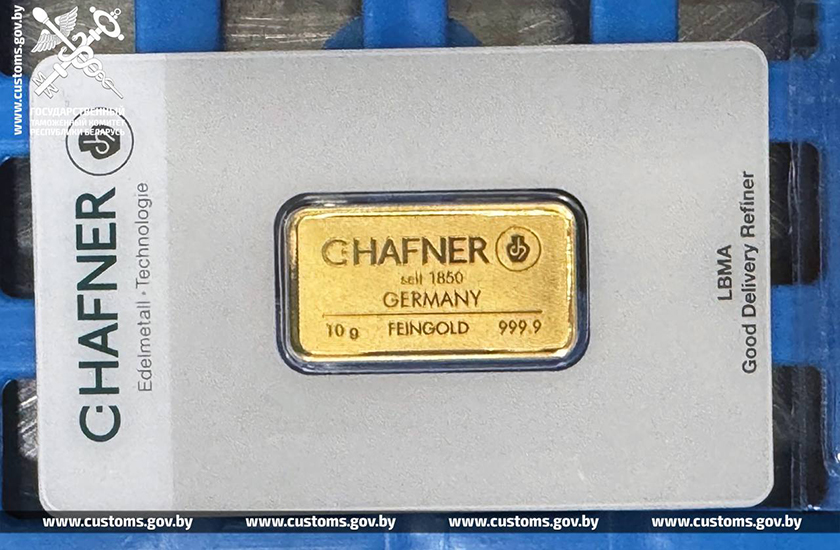 www.customs.gov.by
ГОСУДАРСТВЕННЫЙ
ТАМОЖЕННЫЙ КОМИТЕТ
РЕСПУБЛИКИ БЕЛАРУСЬ
C·HAFNER
Edelmetall · Technologie
C·HAFNER
seit 1850
GERMANY
10 g FEINGOLD 999.9
LBMA
Good Delivery Refiner
www.customs.gov.by www.customs.gov.by www.customs.gov.by www.customs.gov.by